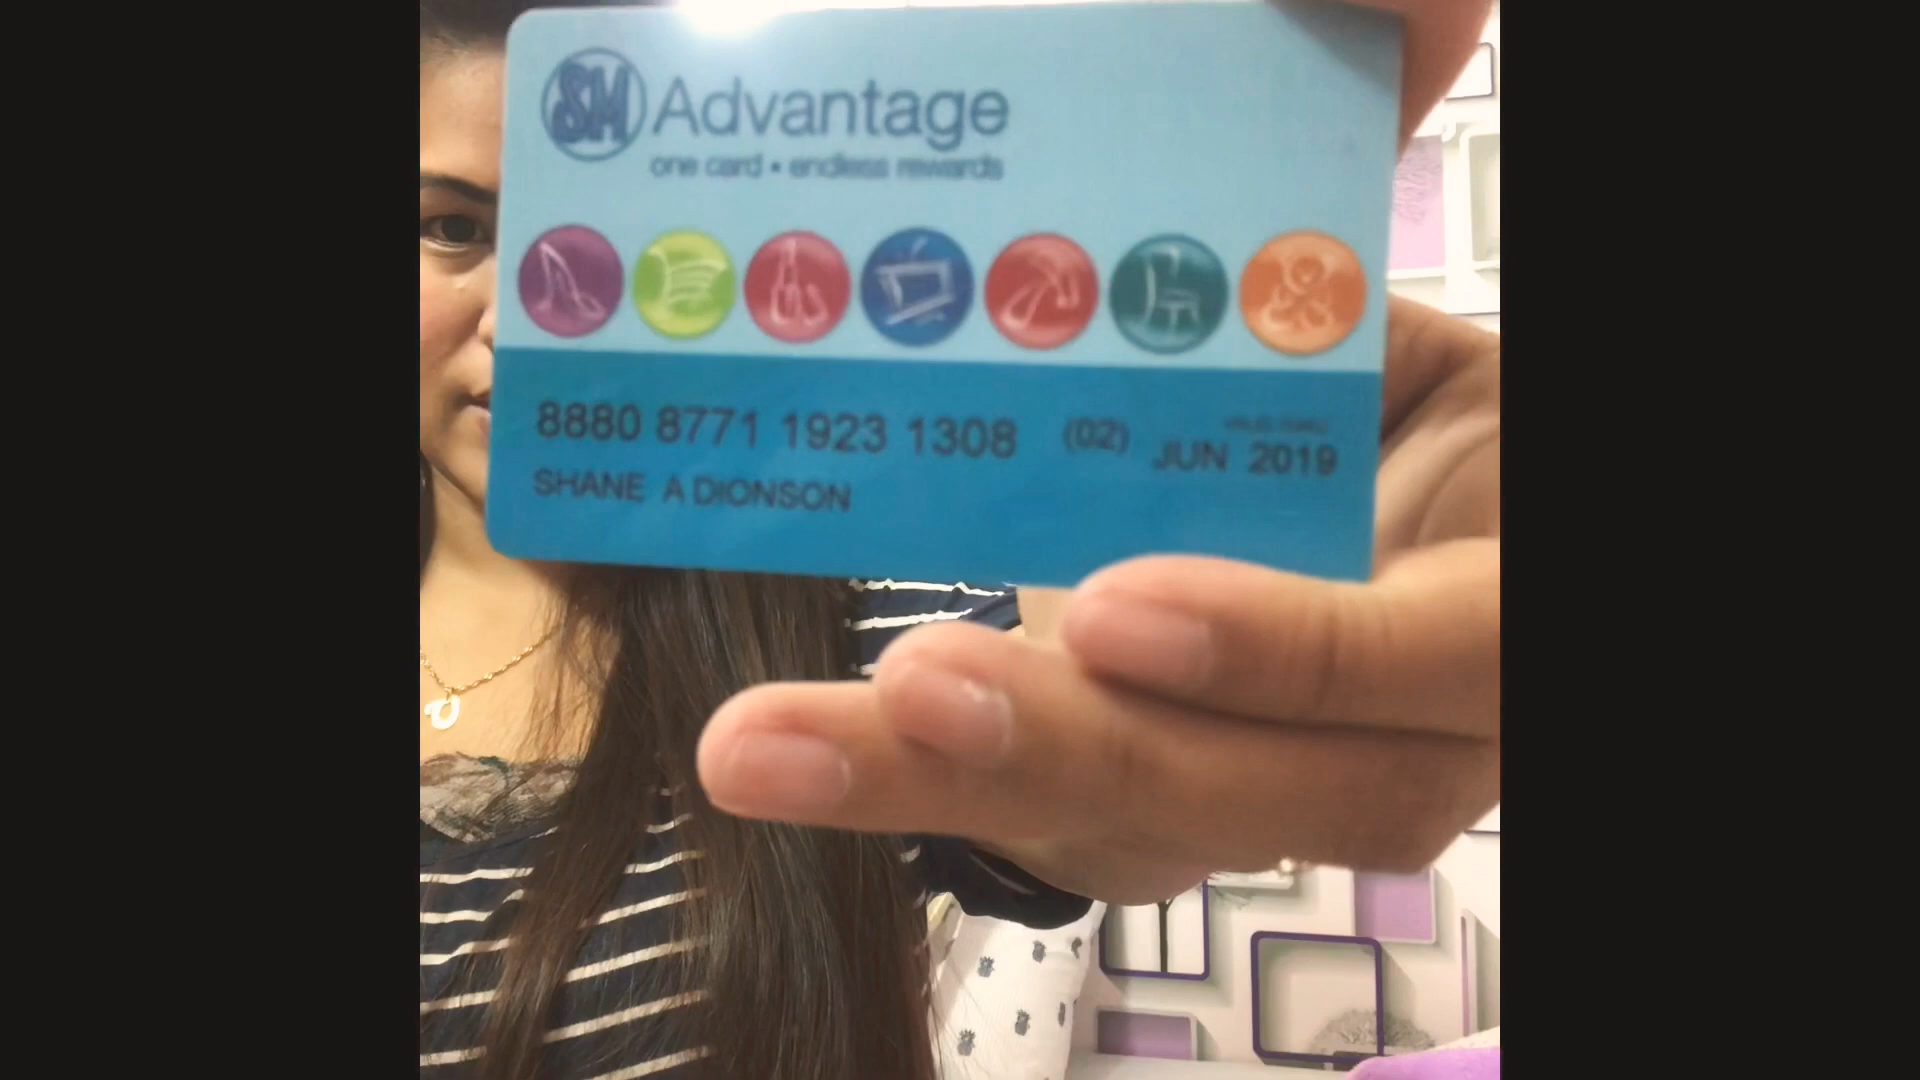 SM Advantage
one card • endless rewards
8880 8771 1923 1308 (02) JUN 2019
SHANE A DIONSON